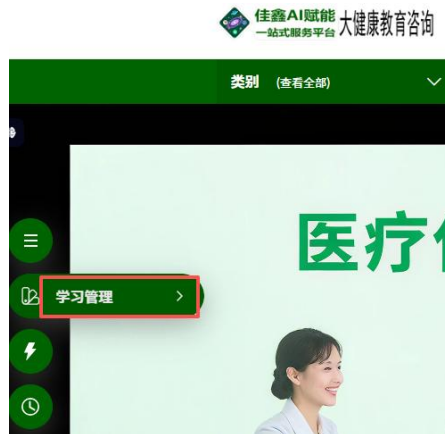 佳鑫AI赋能
一站式服务平台
大健康教育咨询
类别 (查看全部)
医疗
学习管理